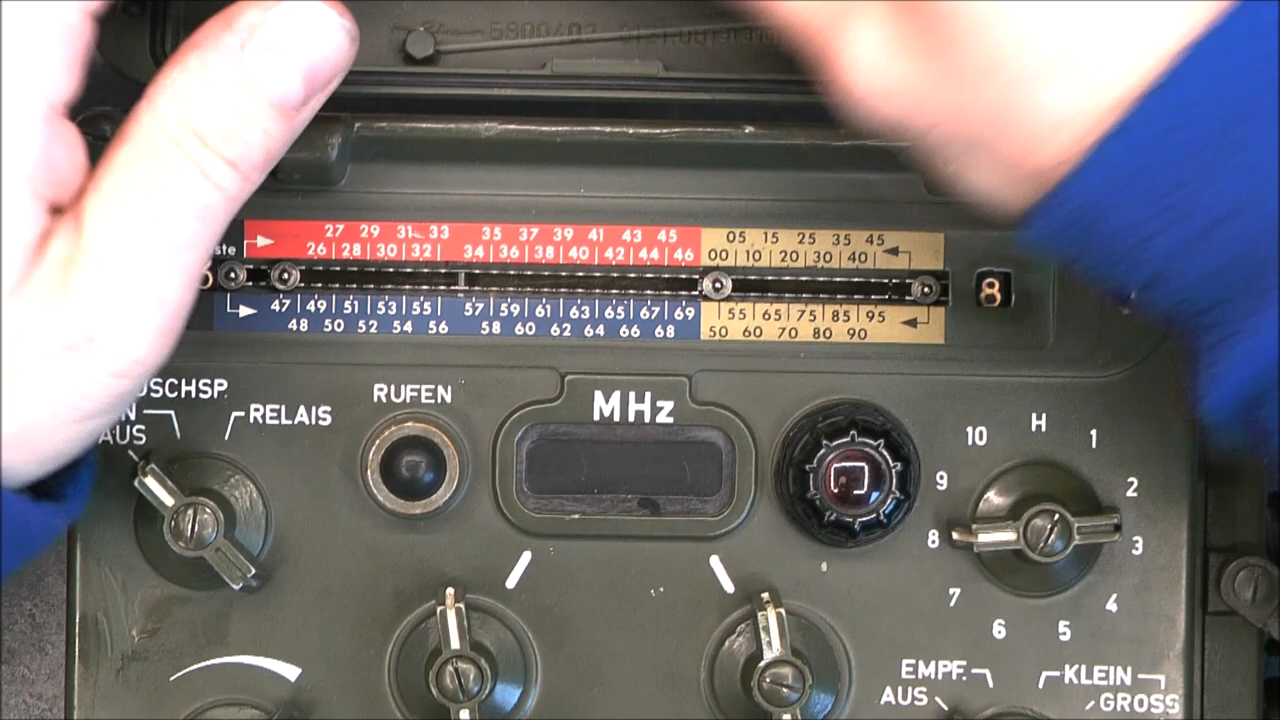 27 29 31 33 35 37 39 41 43 45 05 15 25 35 45
26 28 30 32 34 36 38 40 42 44 46 00 10 20 30 40
ste
8
47 49 51 53 55 57 59 61 63 65 67 69 55 65 75 85 95
48 50 52 54 56 58 60 62 64 66 68 50 60 70 80 90
RELAIS
AUS
RUFEN
MHz
H
10 1
9 2
8 3
7 4
6 5
EMPF. KLEIN
AUS GROSS